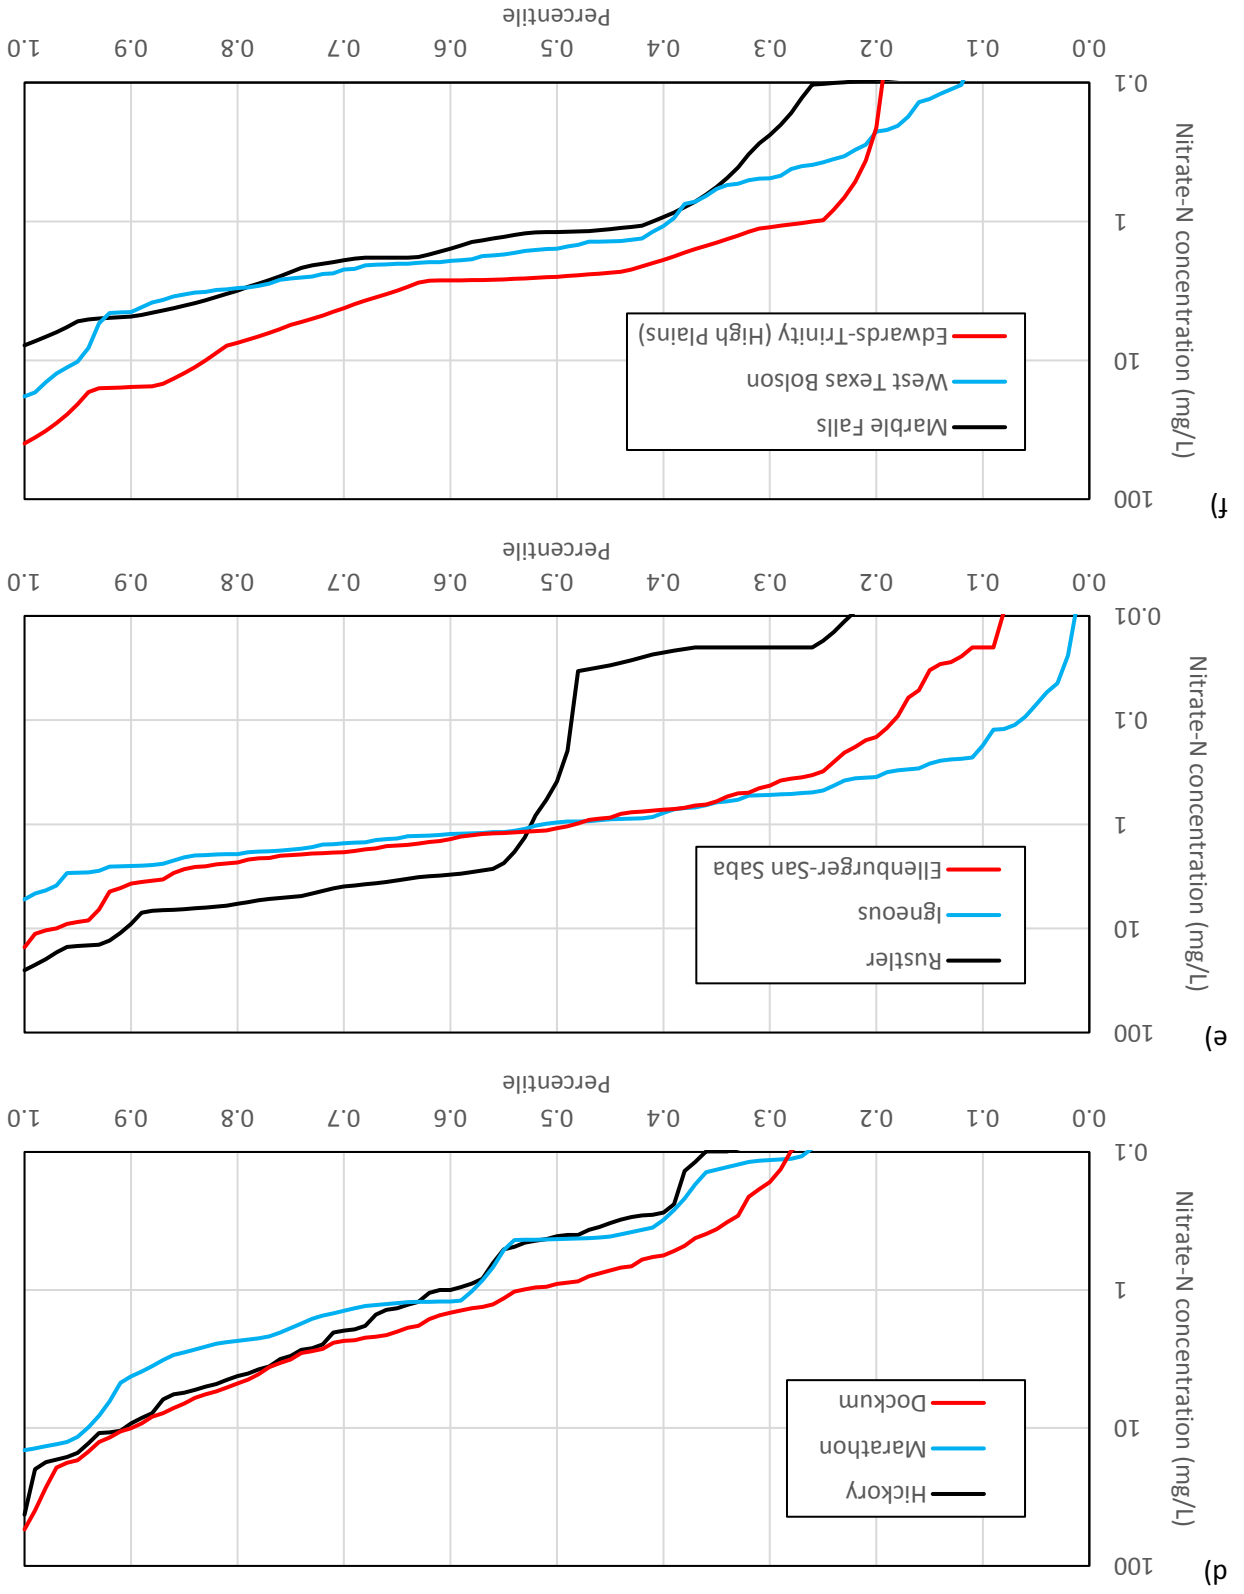 d)
100
10
1
0.1
Nitrate-N concentration (mg/L)
Hickory
Marathon
Dockum
0.0 0.1 0.2 0.3 0.4 0.5 0.6 0.7 0.8 0.9 1.0
Percentile
e)
100
10
1
0.1
0.01
Nitrate-N concentration (mg/L)
Rustler
Igneous
Ellenburger-San Saba
0.0 0.1 0.2 0.3 0.4 0.5 0.6 0.7 0.8 0.9 1.0
Percentile
f)
100
10
1
0.1
Nitrate-N concentration (mg/L)
Marble Falls
West Texas Bolson
Edwards-Trinity (High Plains)
0.0 0.1 0.2 0.3 0.4 0.5 0.6 0.7 0.8 0.9 1.0
Percentile